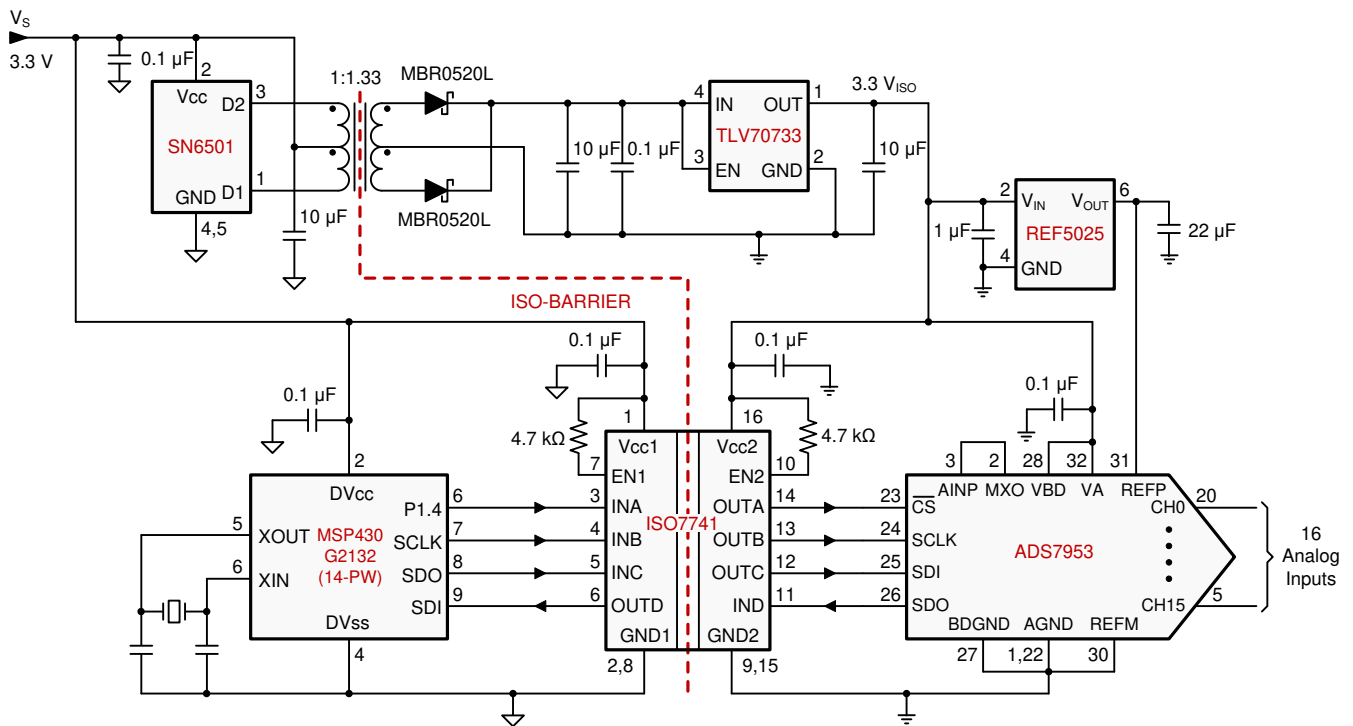 V_S
3.3 V
0.1 µF
2
Vcc
D2
3
SN6501
D1
1
GND
4,5
10 µF
1:1.33
MBR0520L
MBR0520L
10 µF
0.1 µF
4
IN
OUT
1
TLV70733
3
EN
GND
2
3.3 V_ISO
10 µF
2
V_IN
V_OUT
6
REF5025
1 µF
4
GND
22 µF
ISO-BARRIER
0.1 µF
0.1 µF
0.1 µF
0.1 µF
4.7 kΩ
4.7 kΩ
1
16
Vcc1
Vcc2
7
EN1
EN2
10
3
INA
OUTA
14
ISO7741
4
INB
OUTB
13
5
INC
OUTC
12
6
OUTD
IND
11
GND1
GND2
2,8
9,15
2
DVcc
5
XOUT
MSP430
G2132
(14-PW)
6
XIN
P1.4
6
SCLK
7
SDO
8
SDI
9
DVss
4
3
2
28
32
31
AINP
MXO
VBD
VA
REFP
23
CS
24
SCLK
25
SDI
26
SDO
ADS7953
CH0
20
CH15
5
16
Analog
Inputs
BDGND
AGND
REFM
27
1,22
30